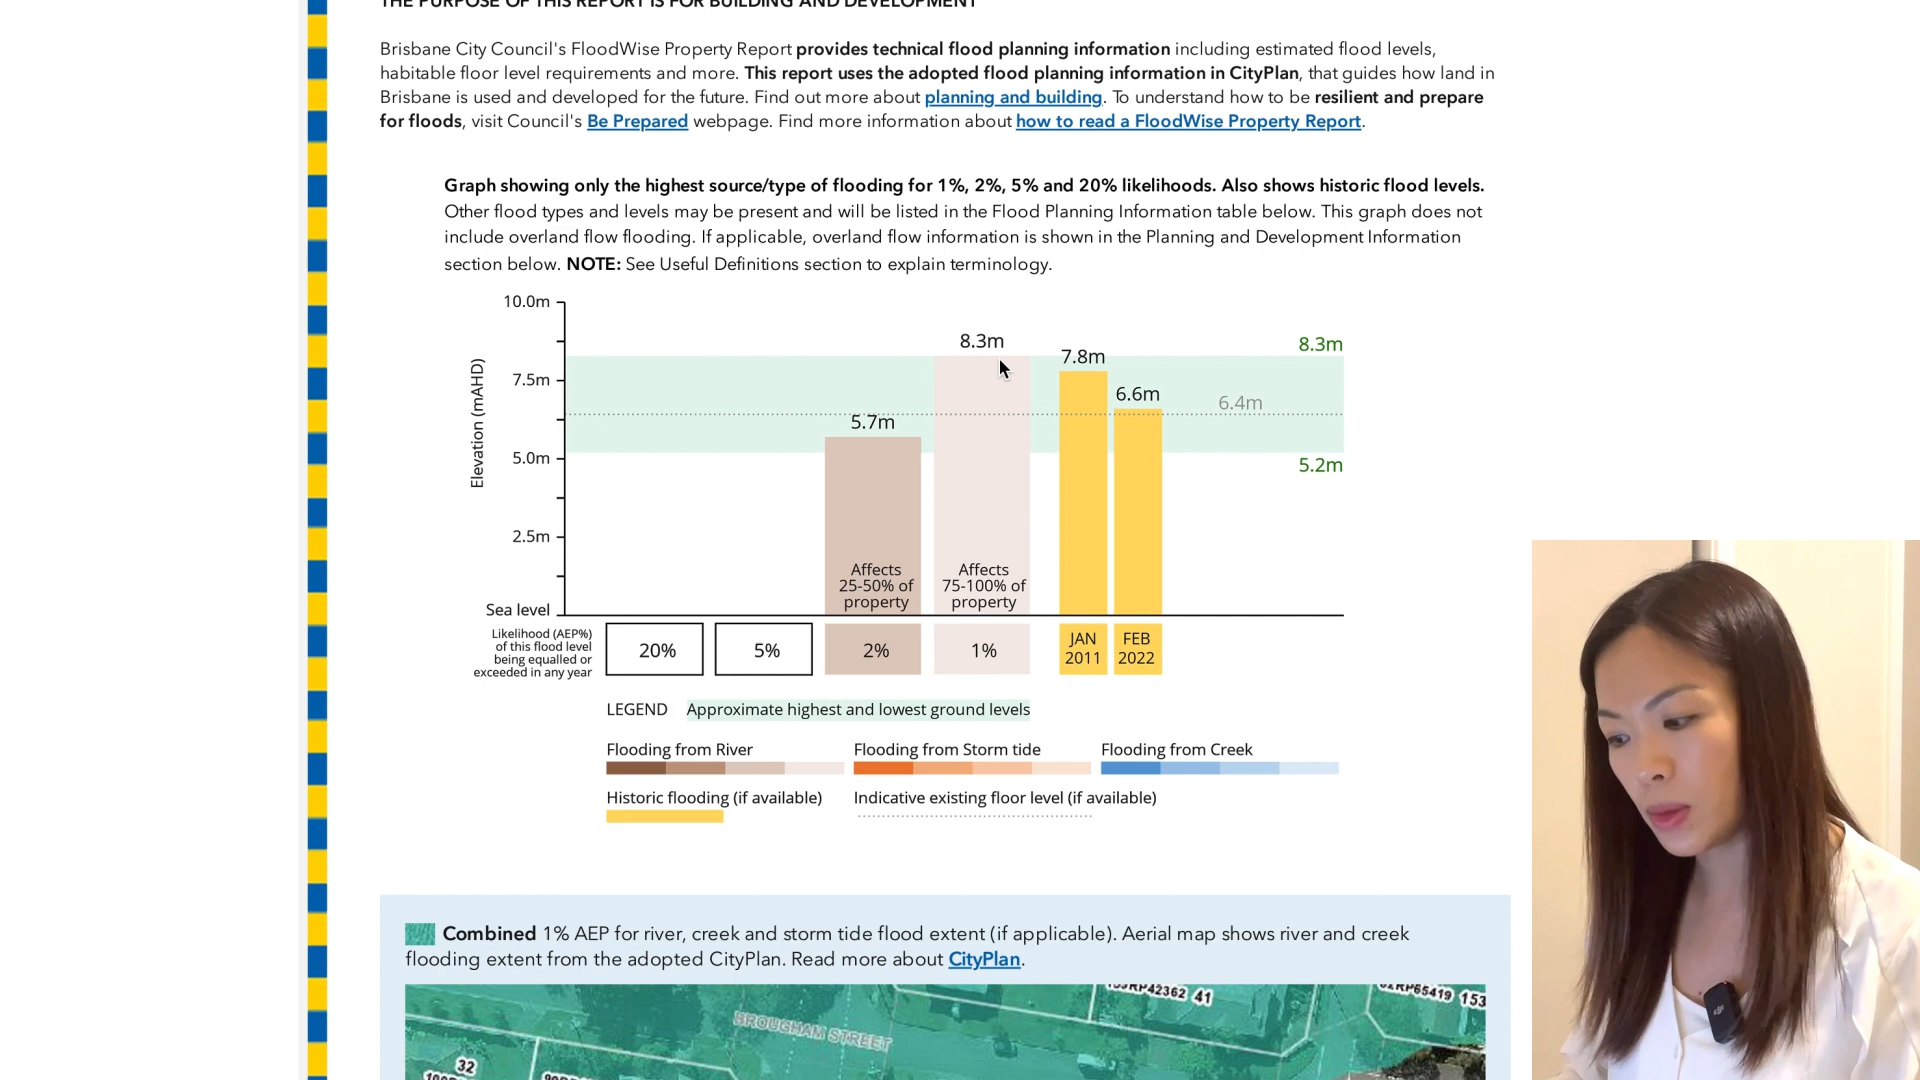 THE PURPOSE OF THIS REPORT IS FOR BUILDING AND DEVELOPMENT
Brisbane City Council's FloodWise Property Report provides technical flood planning information including estimated flood levels,
habitable floor level requirements and more. This report uses the adopted flood planning information in CityPlan, that guides how land in
Brisbane is used and developed for the future. Find out more about planning and building. To understand how to be resilient and prepare
for floods, visit Council's Be Prepared webpage. Find more information about how to read a FloodWise Property Report.
Graph showing only the highest source/type of flooding for 1%, 2%, 5% and 20% likelihoods. Also shows historic flood levels.
Other flood types and levels may be present and will be listed in the Flood Planning Information table below. This graph does not
include overland flow flooding. If applicable, overland flow information is shown in the Planning and Development Information
section below. NOTE: See Useful Definitions section to explain terminology.
Elevation (mAHD)
10.0m
7.5m
5.0m
2.5m
Sea level
5.7m
8.3m
7.8m
6.6m
6.4m
8.3m
5.2m
Affects
25-50% of
property
Affects
75-100% of
property
Likelihood (AEP%)
of this flood level
being equalled or
exceeded in any year
20%
5%
2%
1%
JAN
2011
FEB
2022
LEGEND Approximate highest and lowest ground levels
Flooding from River Flooding from Storm tide Flooding from Creek
Historic flooding (if available) Indicative existing floor level (if available)
Combined 1% AEP for river, creek and storm tide flood extent (if applicable). Aerial map shows river and creek
flooding extent from the adopted CityPlan. Read more about CityPlan.
BROUGHAM STREET
41
153
32